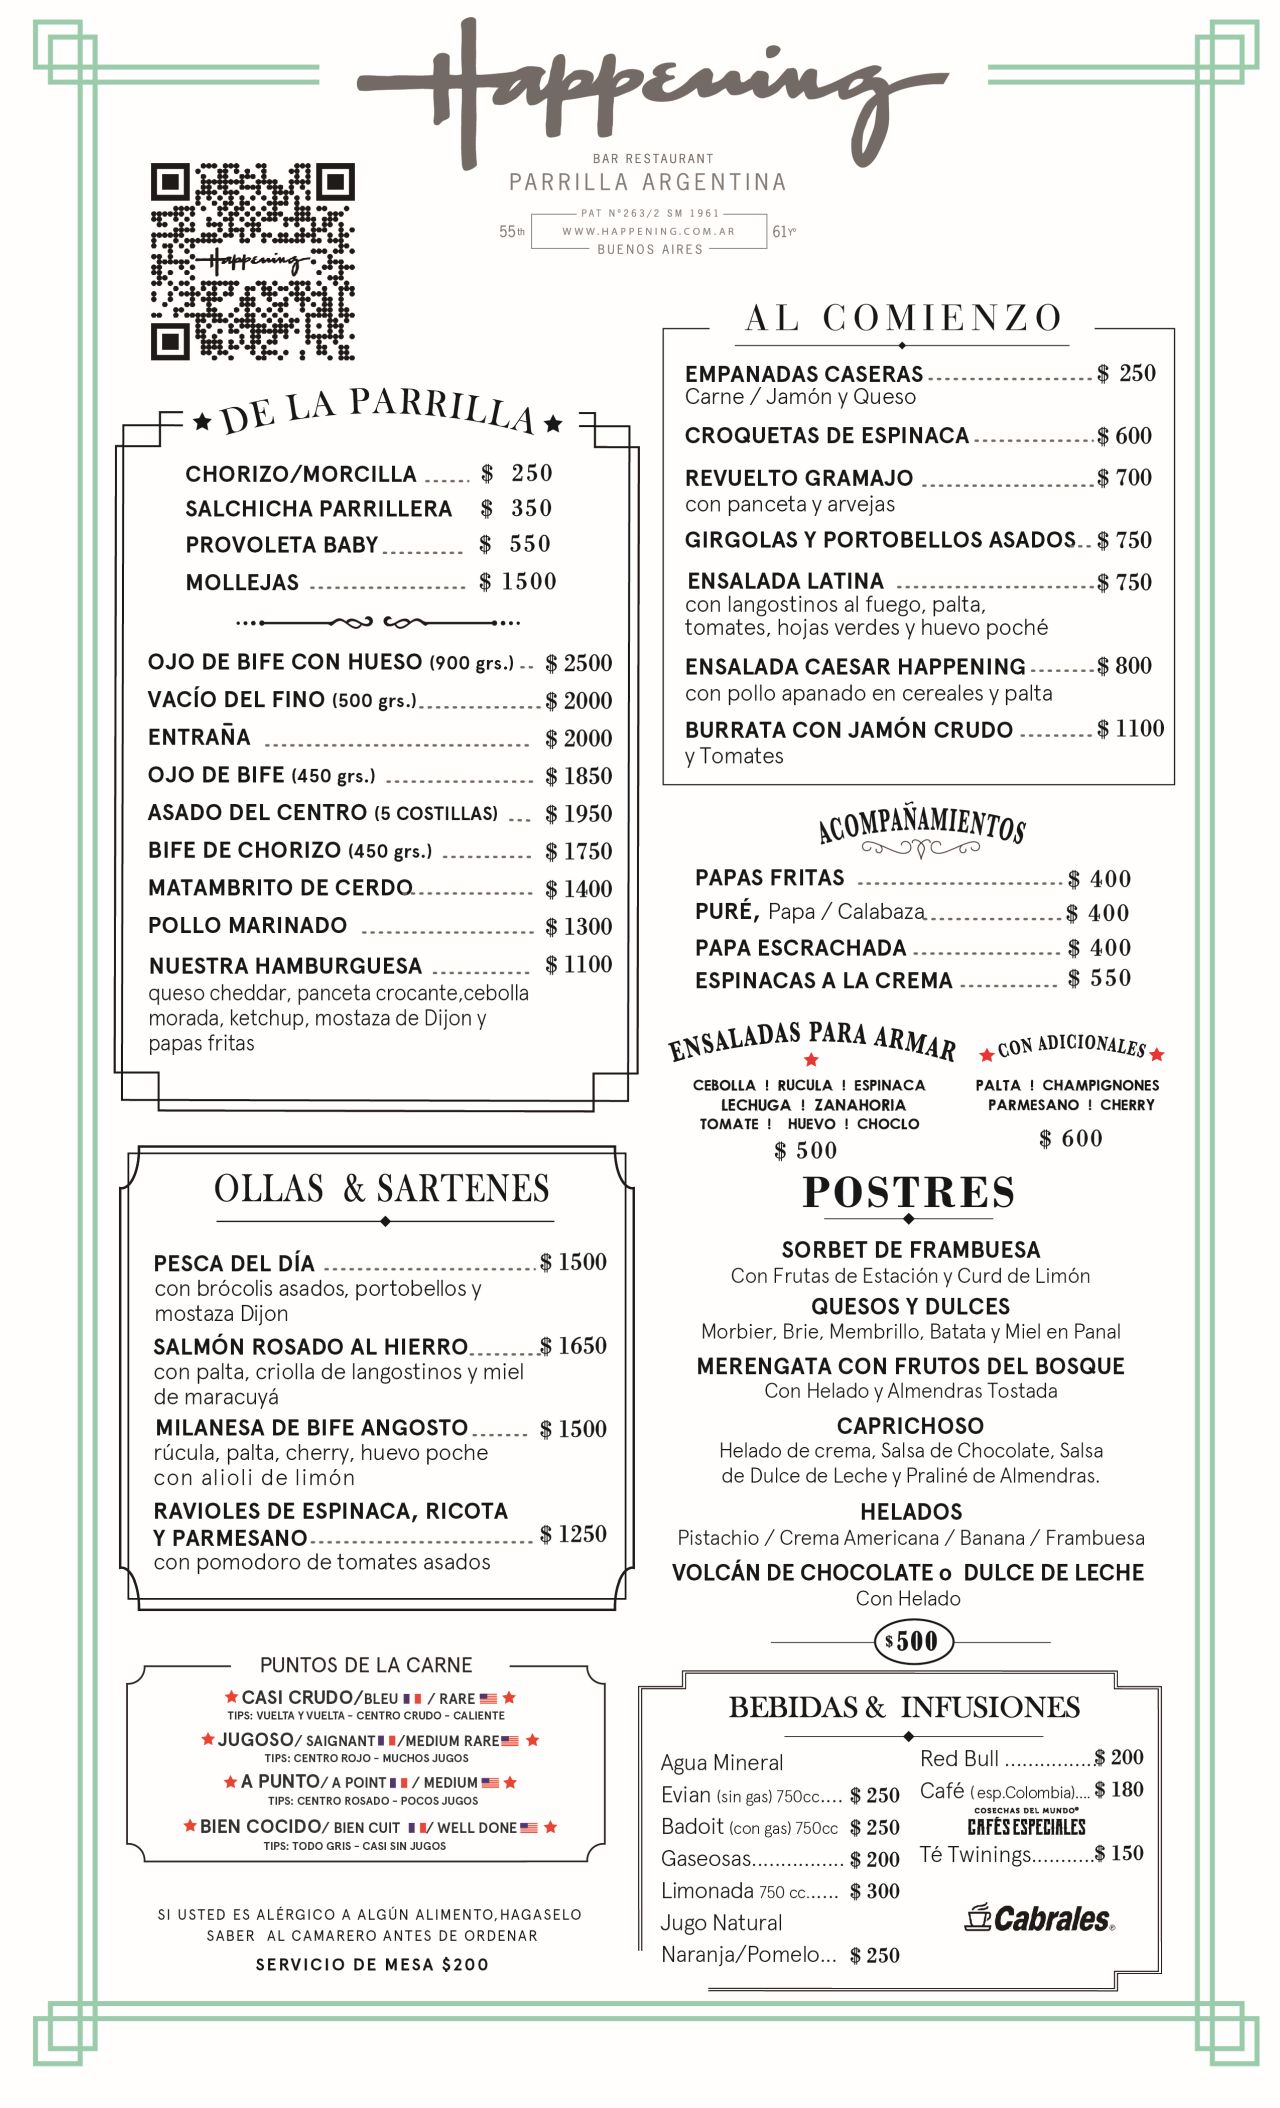 Happening
BAR RESTAURANT
PARRILLA ARGENTINA
PAT N°263/2 SM 1961
55th WWW.HAPPENING.COM.AR 61Yº
BUENOS AIRES
Happening
DE LA PARRILLA
CHORIZO/MORCILLA ...... $ 250
SALCHICHA PARRILLERA $ 350
PROVOLETA BABY ......... $ 550
MOLLEJAS ................. $ 1500
OJO DE BIFE CON HUESO (900 grs.) -- $ 2500
VACÍO DEL FINO (500 grs.) ............. $ 2000
ENTRAÑA ............................. $ 2000
OJO DE BIFE (450 grs.) ................ $ 1850
ASADO DEL CENTRO (5 COSTILLAS) --- $ 1950
BIFE DE CHORIZO (450 grs.) .......... $ 1750
MATAMBRITO DE CERDO ............. $ 1400
POLLO MARINADO ................... $ 1300
NUESTRA HAMBURGUESA ........... $ 1100
queso cheddar, panceta crocante,cebolla
morada, ketchup, mostaza de Dijon y
papas fritas
OLLAS & SARTENES
PESCA DEL DÍA ....................... $ 1500
con brócolis asados, portobellos y
mostaza Dijon
SALMÓN ROSADO AL HIERRO ........ $ 1650
con palta, criolla de langostinos y miel
de maracuyá
MILANESA DE BIFE ANGOSTO ....... $ 1500
rúcula, palta, cherry, huevo poche
con alioli de limón
RAVIOLES DE ESPINACA, RICOTA
Y PARMESANO ......................... $ 1250
con pomodoro de tomates asados
PUNTOS DE LA CARNE
CASI CRUDO/BLEU / RARE
TIPS: VUELTA Y VUELTA - CENTRO CRUDO - CALIENTE
JUGOSO/ SAIGNANT /MEDIUM RARE
TIPS: CENTRO ROJO - MUCHOS JUGOS
A PUNTO/ A POINT / MEDIUM
TIPS: CENTRO ROSADO - POCOS JUGOS
BIEN COCIDO/ BIEN CUIT / WELL DONE
TIPS: TODO GRIS - CASI SIN JUGOS
SI USTED ES ALÉRGICO A ALGÚN ALIMENTO,HAGASELO
SABER AL CAMARERO ANTES DE ORDENAR
SERVICIO DE MESA $200
AL COMIENZO
EMPANADAS CASERAS ................... $ 250
Carne / Jamón y Queso
CROQUETAS DE ESPINACA ............. $ 600
REVUELTO GRAMAJO .................... $ 700
con panceta y arvejas
GIRGOLAS Y PORTOBELLOS ASADOS.. $ 750
ENSALADA LATINA ...................... $ 750
con langostinos al fuego, palta,
tomates, hojas verdes y huevo poché
ENSALADA CAESAR HAPPENING ....... $ 800
con pollo apanado en cereales y palta
BURRATA CON JAMÓN CRUDO ........ $ 1100
y Tomates
ACOMPAÑAMIENTOS
PAPAS FRITAS ....................... $ 400
PURÉ, Papa / Calabaza ............... $ 400
PAPA ESCRACHADA ................ $ 400
ESPINACAS A LA CREMA ........... $ 550
ENSALADAS PARA ARMAR
CEBOLLA ! RUCULA ! ESPINACA
LECHUGA ! ZANAHORIA
TOMATE ! HUEVO ! CHOCLO
$ 500
CON ADICIONALES
PALTA ! CHAMPIGNONES
PARMESANO ! CHERRY
$ 600
POSTRES
SORBET DE FRAMBUESA
Con Frutas de Estación y Curd de Limón
QUESOS Y DULCES
Morbier, Brie, Membrillo, Batata y Miel en Panal
MERENGATA CON FRUTOS DEL BOSQUE
Con Helado y Almendras Tostada
CAPRICHOSO
Helado de crema, Salsa de Chocolate, Salsa
de Dulce de Leche y Praliné de Almendras.
HELADOS
Pistachio / Crema Americana / Banana / Frambuesa
VOLCÁN DE CHOCOLATE o DULCE DE LECHE
Con Helado
$500
BEBIDAS & INFUSIONES
Agua Mineral
Evian (sin gas) 750cc.... $ 250
Badoit (con gas) 750cc $ 250
Gaseosas................ $ 200
Limonada 750 cc...... $ 300
Jugo Natural
Naranja/Pomelo... $ 250
Red Bull ................ $ 200
Café ( esp.Colombia).... $ 180
COSECHAS DEL MUNDO®
CAFÉS ESPECIALES
Té Twinings...........$ 150
Cabrales®